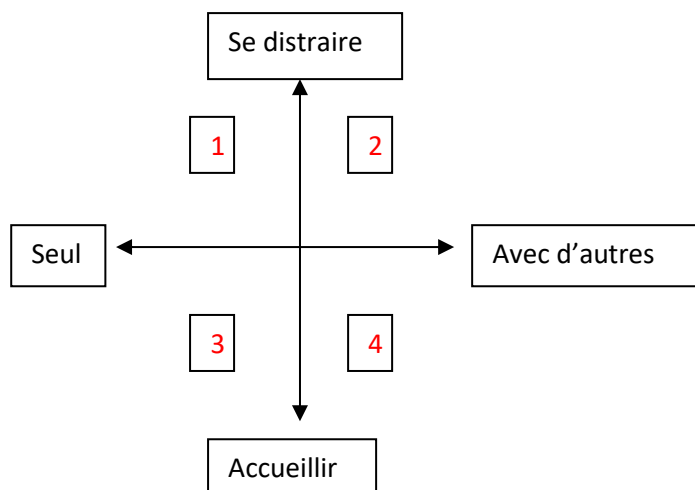 Se distraire
1
2
Seul
Avec d’autres
3
4
Accueillir